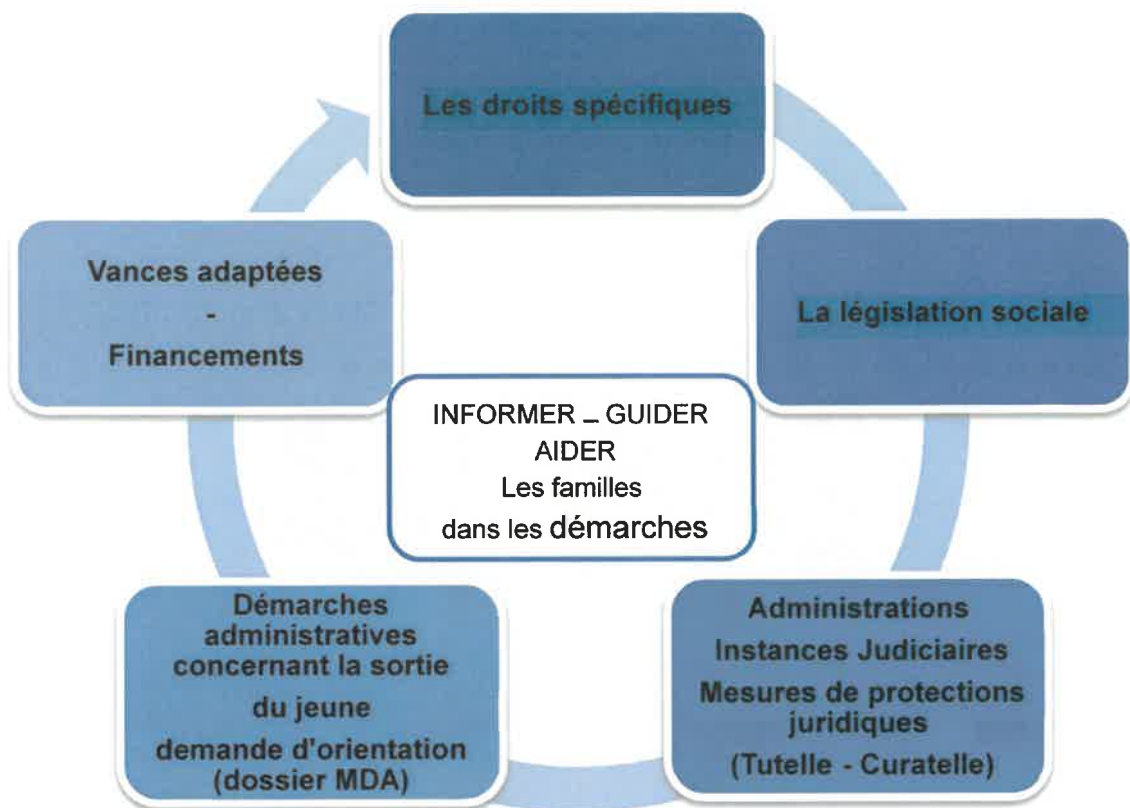 Les droits spécifiques
La législation sociale
Administrations
Instances Judiciaires
Mesures de protections
juridiques
(Tutelle - Curatelle)
Démarches
administratives
concernant la sortie
du jeune
demande d'orientation
(dossier MDA)
Vances adaptées
-
Financements
INFORMER – GUIDER
AIDER
Les familles
dans les démarches